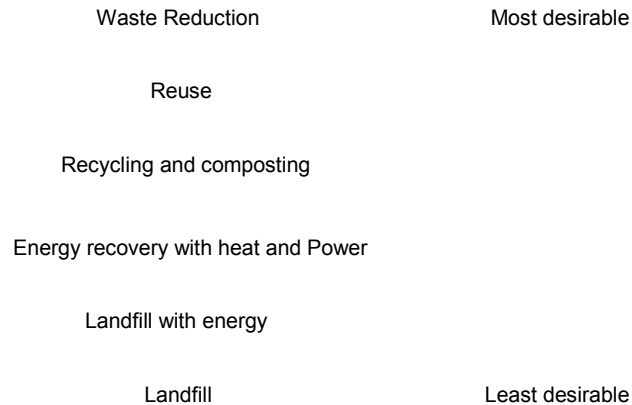 Waste Reduction Most desirable
Reuse
Recycling and composting
Energy recovery with heat and Power
Landfill with energy
Landfill Least desirable